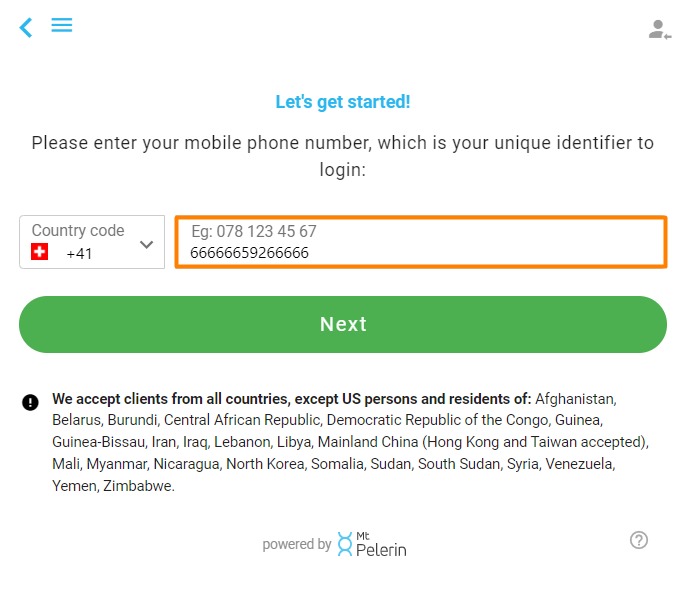 Let's get started!
Please enter your mobile phone number, which is your unique identifier to
login:
Country code
+41
Eg: 078 123 45 67
66666659266666
Next
We accept clients from all countries, except US persons and residents of: Afghanistan,
Belarus, Burundi, Central African Republic, Democratic Republic of the Congo, Guinea,
Guinea-Bissau, Iran, Iraq, Lebanon, Libya, Mainland China (Hong Kong and Taiwan accepted),
Mali, Myanmar, Nicaragua, North Korea, Somalia, Sudan, South Sudan, Syria, Venezuela,
Yemen, Zimbabwe.
powered by Mt
Pelerin